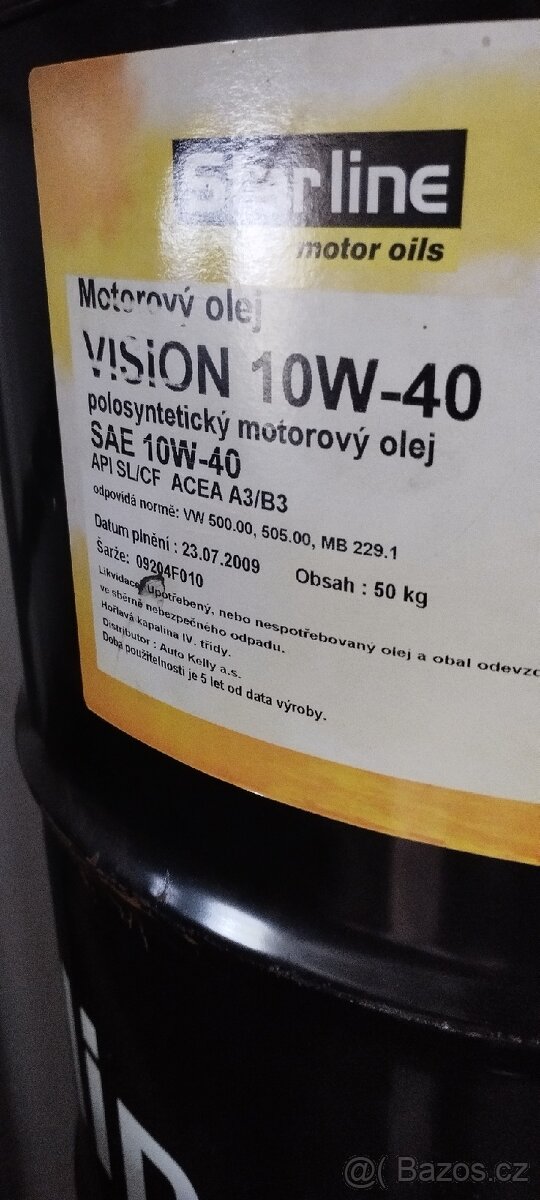 Starline
motor oils
Motorový olej
VISION 10W-40
polosyntetický motorový olej
SAE 10W-40
API SL/CF ACEA A3/B3
odpovídá normě: VW 500.00, 505.00, MB 229.1
Datum plnění : 23.07.2009
Obsah : 50 kg
Šarže: 09204F010
Likvidace: upotřebený, nebo nespotřebovaný olej a obal odevzd
ve sběrně nebezpečného odpadu.
Hořlavá kapalina IV. třídy.
Distributor : Auto Kelly a.s.
Doba použitelnosti je 5 let od data výroby.
@( Bazos.cz